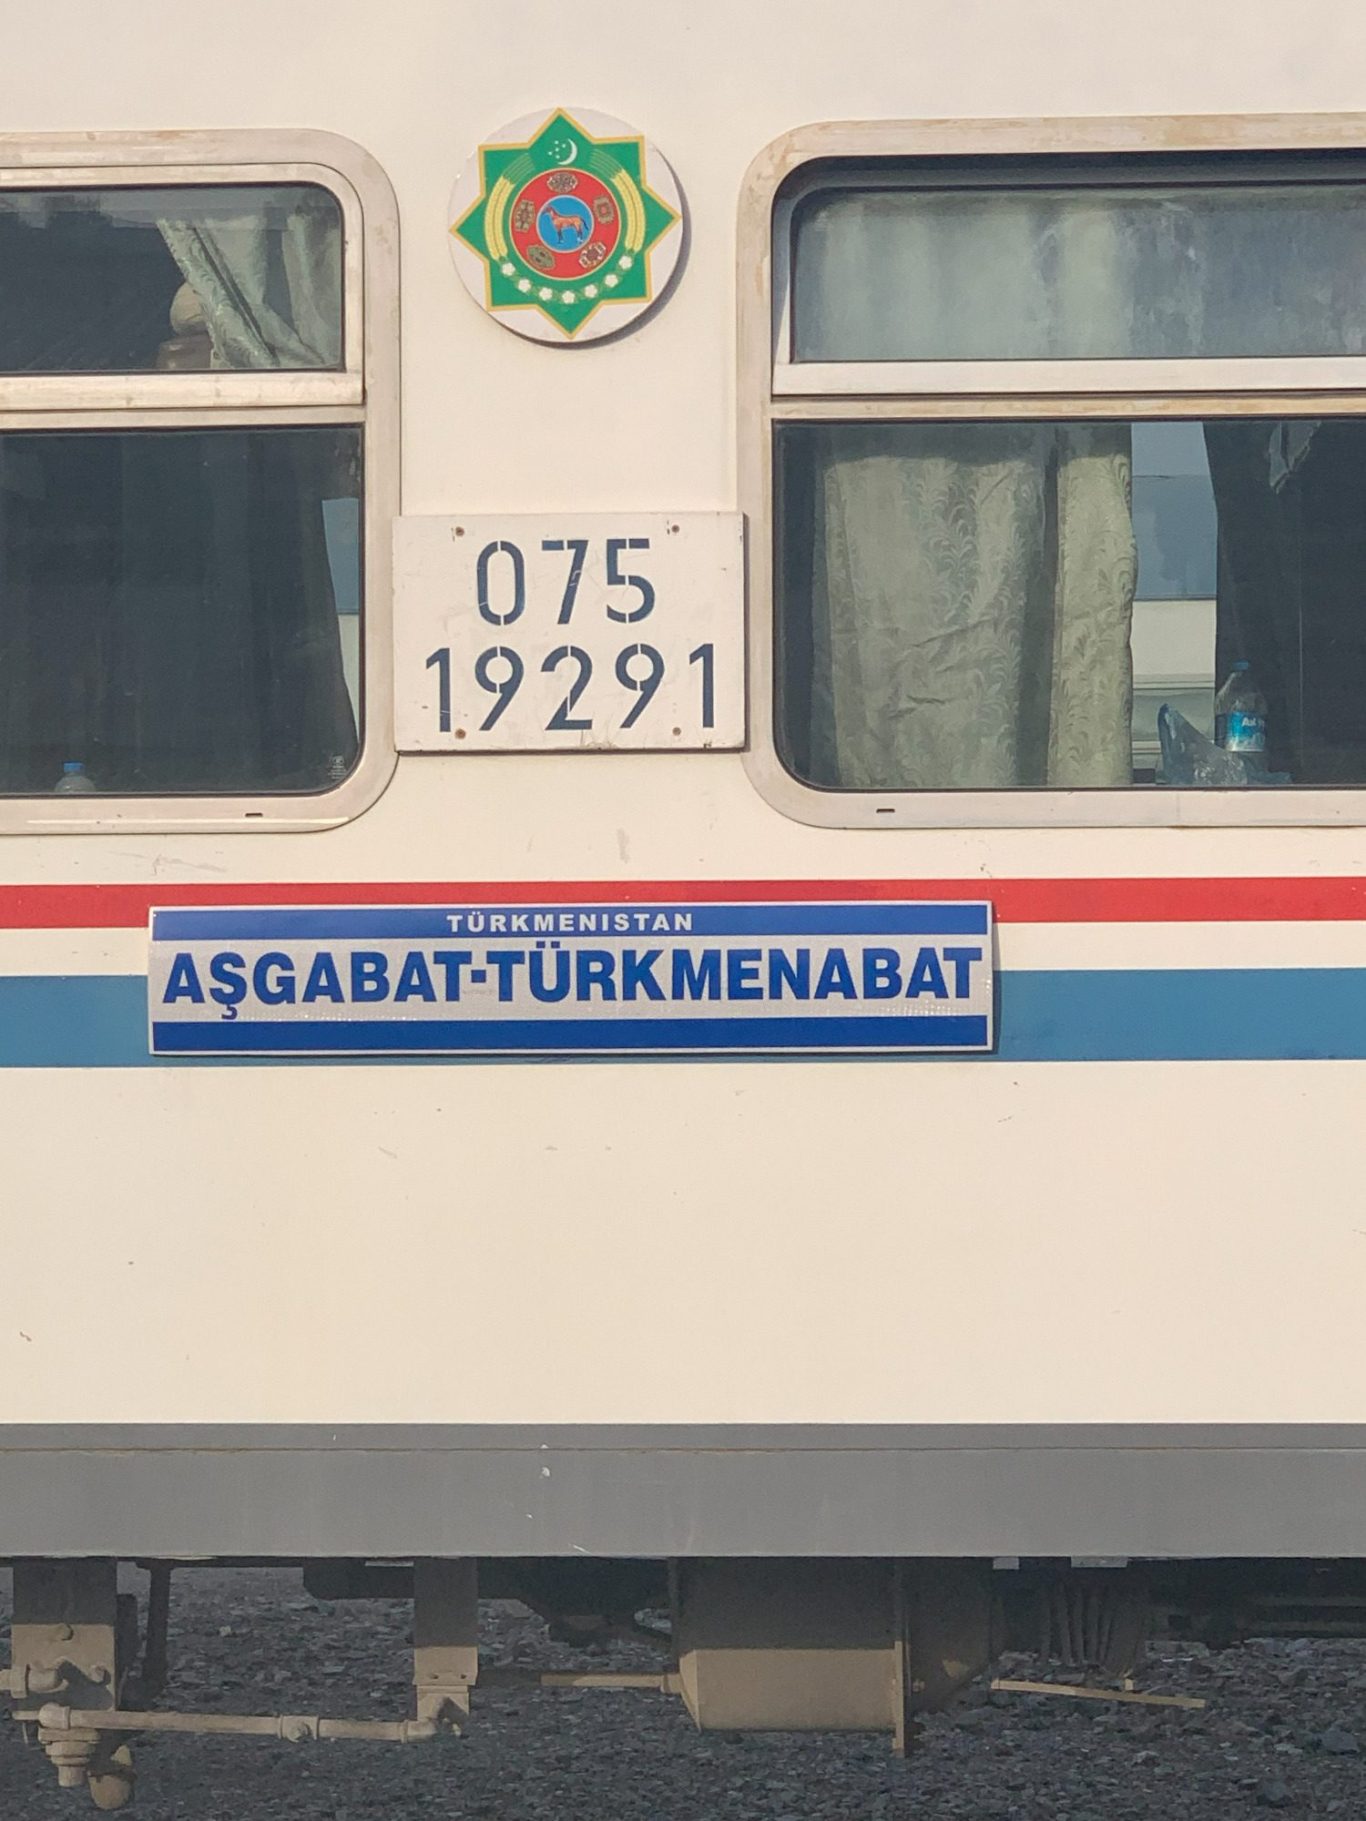 075
19291
TÜRKMENISTAN
AŞGABAT-TÜRKMENABAT